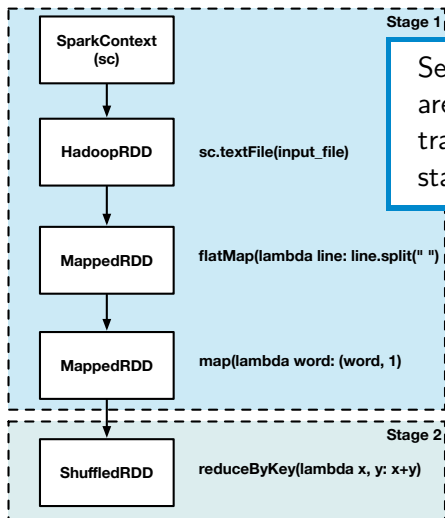 Stage 1
SparkContext
(sc)
HadoopRDD
sc.textFile(input_file)
MappedRDD
flatMap(lambda line: line.split(" ")
MappedRDD
map(lambda word: (word, 1)
Stage 2
ShuffledRDD
reduceByKey(lambda x, y: x+y)
Se
are
tra
sta